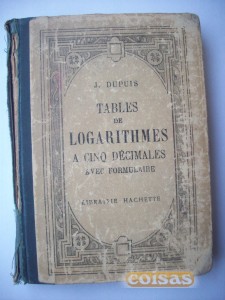 J. DUPUIS
TABLES
DE
LOGARITHMES
A CINQ DÉCIMALES
AVEC FORMULAIRE
LIBRAIRIE HACHETTE
coisas